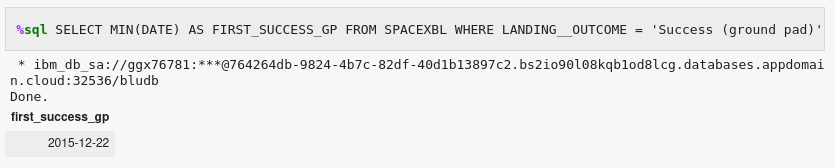 %sql SELECT MIN(DATE) AS FIRST_SUCCESS_GP FROM SPACEXBL WHERE LANDING__OUTCOME = 'Success (ground pad)'
* ibm_db_sa://ggx76781:***@764264db-9824-4b7c-82df-40d1b13897c2.bs2io90l08kqb1od8lcg.databases.appdomai
n.cloud:32536/bludb
Done.
first_success_gp
2015-12-22